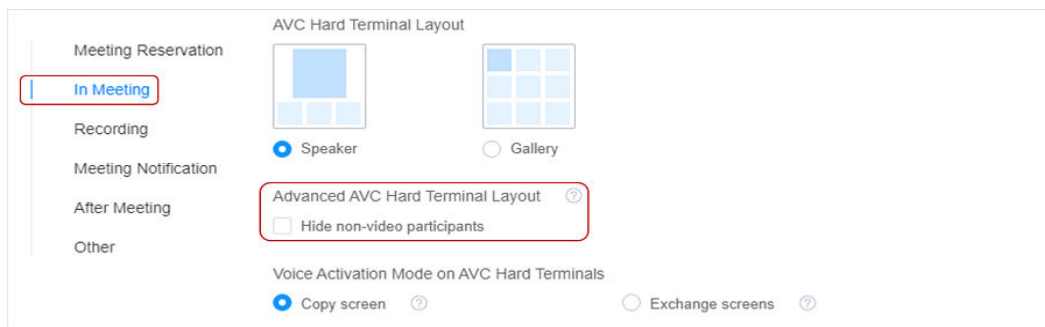 AVC Hard Terminal Layout
Meeting Reservation
In Meeting
Recording
Meeting Notification
After Meeting
Other
Speaker
Gallery
Advanced AVC Hard Terminal Layout ?
Hide non-video participants
Voice Activation Mode on AVC Hard Terminals
Copy screen ? Exchange screens ?